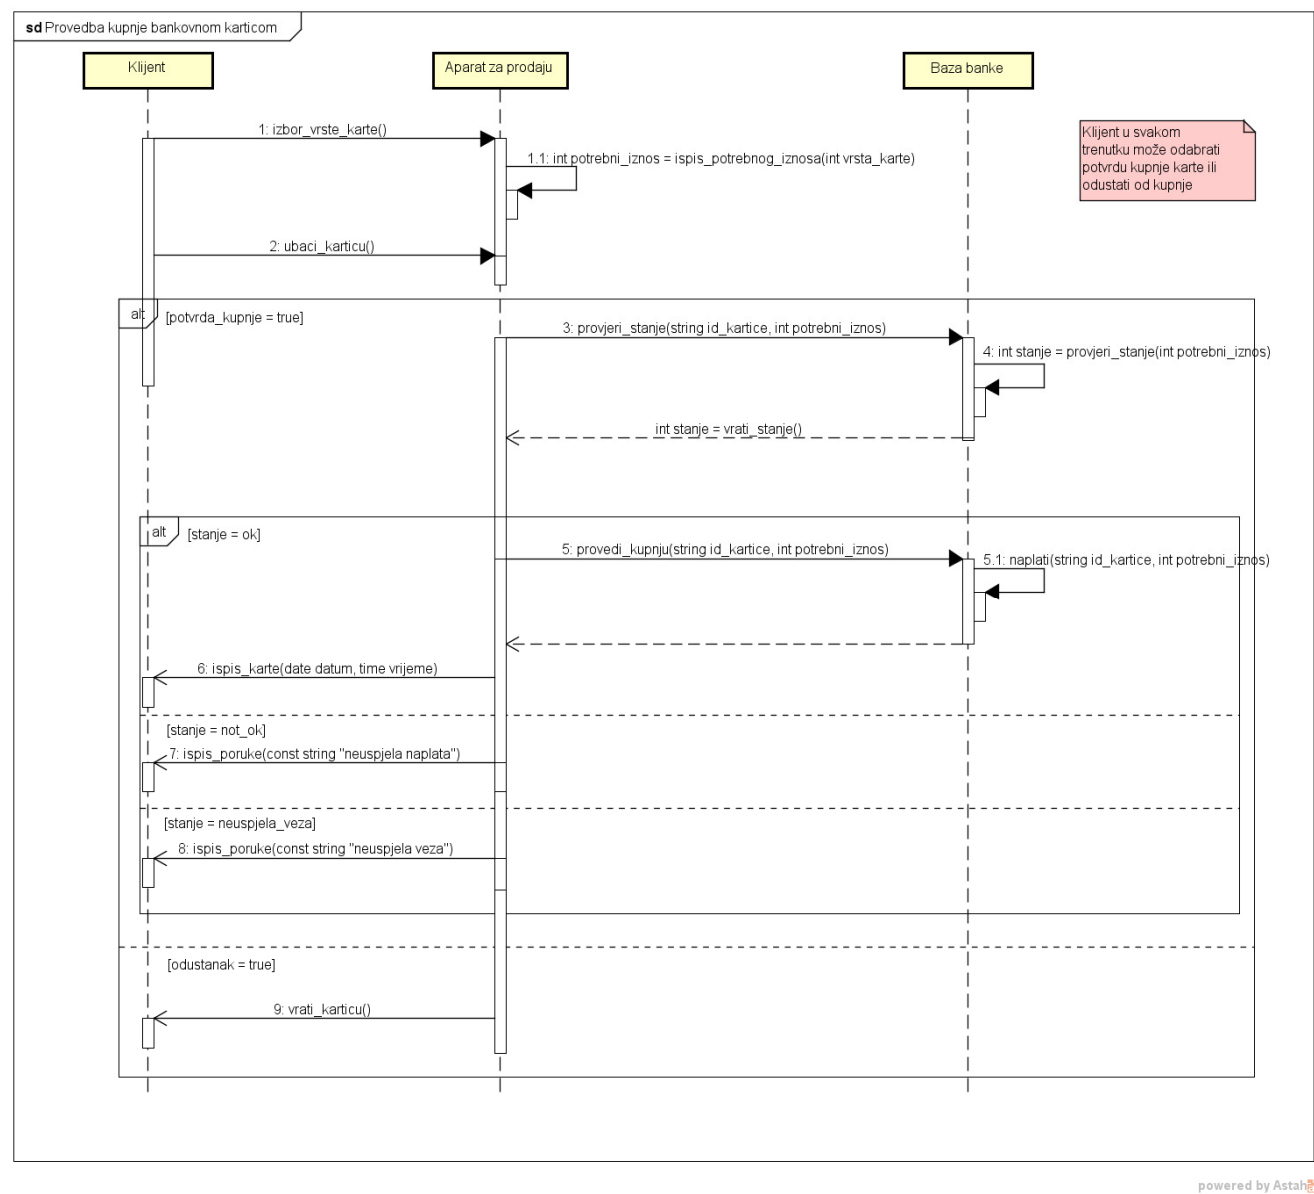 sd Provedba kupnje bankovnom karticom
Klijent
Aparat za prodaju
Baza banke
Klijent u svakom
trenutku može odabrati
potvrdu kupnje karte ili
odustati od kupnje
1: izbor_vrste_karte()
1.1: int potrebni_iznos = ispis_potrebnog_iznosa(int vrsta_karte)
2: ubaci_karticu()
alt
[potvrda_kupnje = true]
3: provjeri_stanje(string id_kartice, int potrebni_iznos)
4: int stanje = provjeri_stanje(int potrebni_iznos)
int stanje = vrati_stanje()
alt
[stanje = ok]
5: provedi_kupnju(string id_kartice, int potrebni_iznos)
5.1: naplati(string id_kartice, int potrebni_iznos)
6: ispis_karte(date datum, time vrijeme)
[stanje = not_ok]
7: ispis_poruke(const string "neuspjela naplata")
[stanje = neuspjela_veza]
8: ispis_poruke(const string "neuspjela veza")
[odustanak = true]
9: vrati_karticu()
powered by Astah